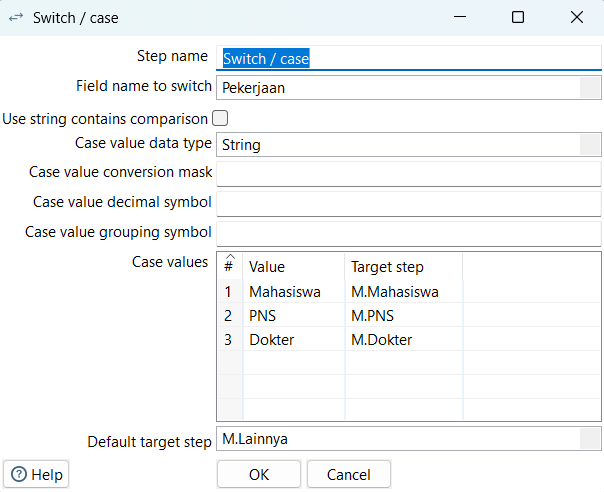 Switch / case
Step name Switch / case
Field name to switch Pekerjaan
Use string contains comparison
Case value data type String
Case value conversion mask
Case value decimal symbol
Case value grouping symbol
Case values # Value Target step
1 Mahasiswa M.Mahasiswa
2 PNS M.PNS
3 Dokter M.Dokter
Default target step M.Lainnya
? Help OK Cancel